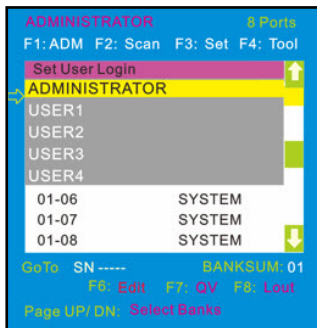 ADMINISTRATOR 8 Ports
F1: ADM F2: Scan F3: Set F4: Tool
Set User Login
ADMINISTRATOR
USER1
USER2
USER3
USER4
01-06 SYSTEM
01-07 SYSTEM
01-08 SYSTEM
GoTo SN ----- BANKSUM: 01
F6: Edit F7: QV F8: Lout
Page UP/ DN: Select Banks